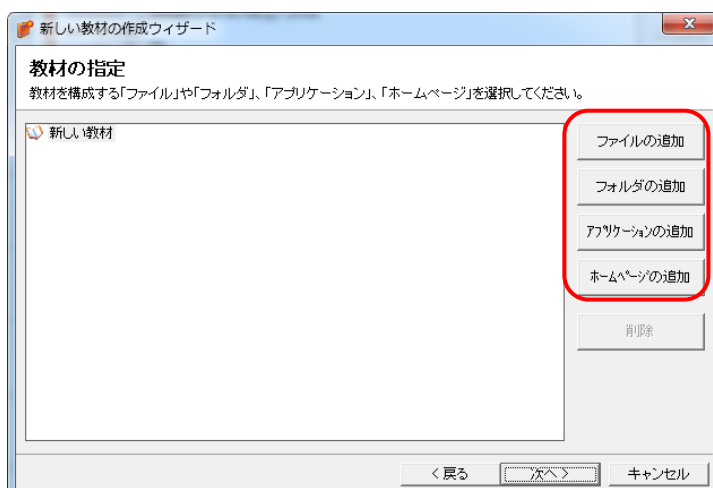 新しい教材の作成ウィザード
教材の指定
教材を構成する「ファイル」や「フォルダ」、「アプリケーション」、「ホームページ」を選択してください。
新しい教材
ファイルの追加
フォルダの追加
ｱﾌﾟﾘｹｰｼｮﾝの追加
ﾎｰﾑﾍﾟｰｼﾞの追加
削除
< 戻る
次へ >
キャンセル